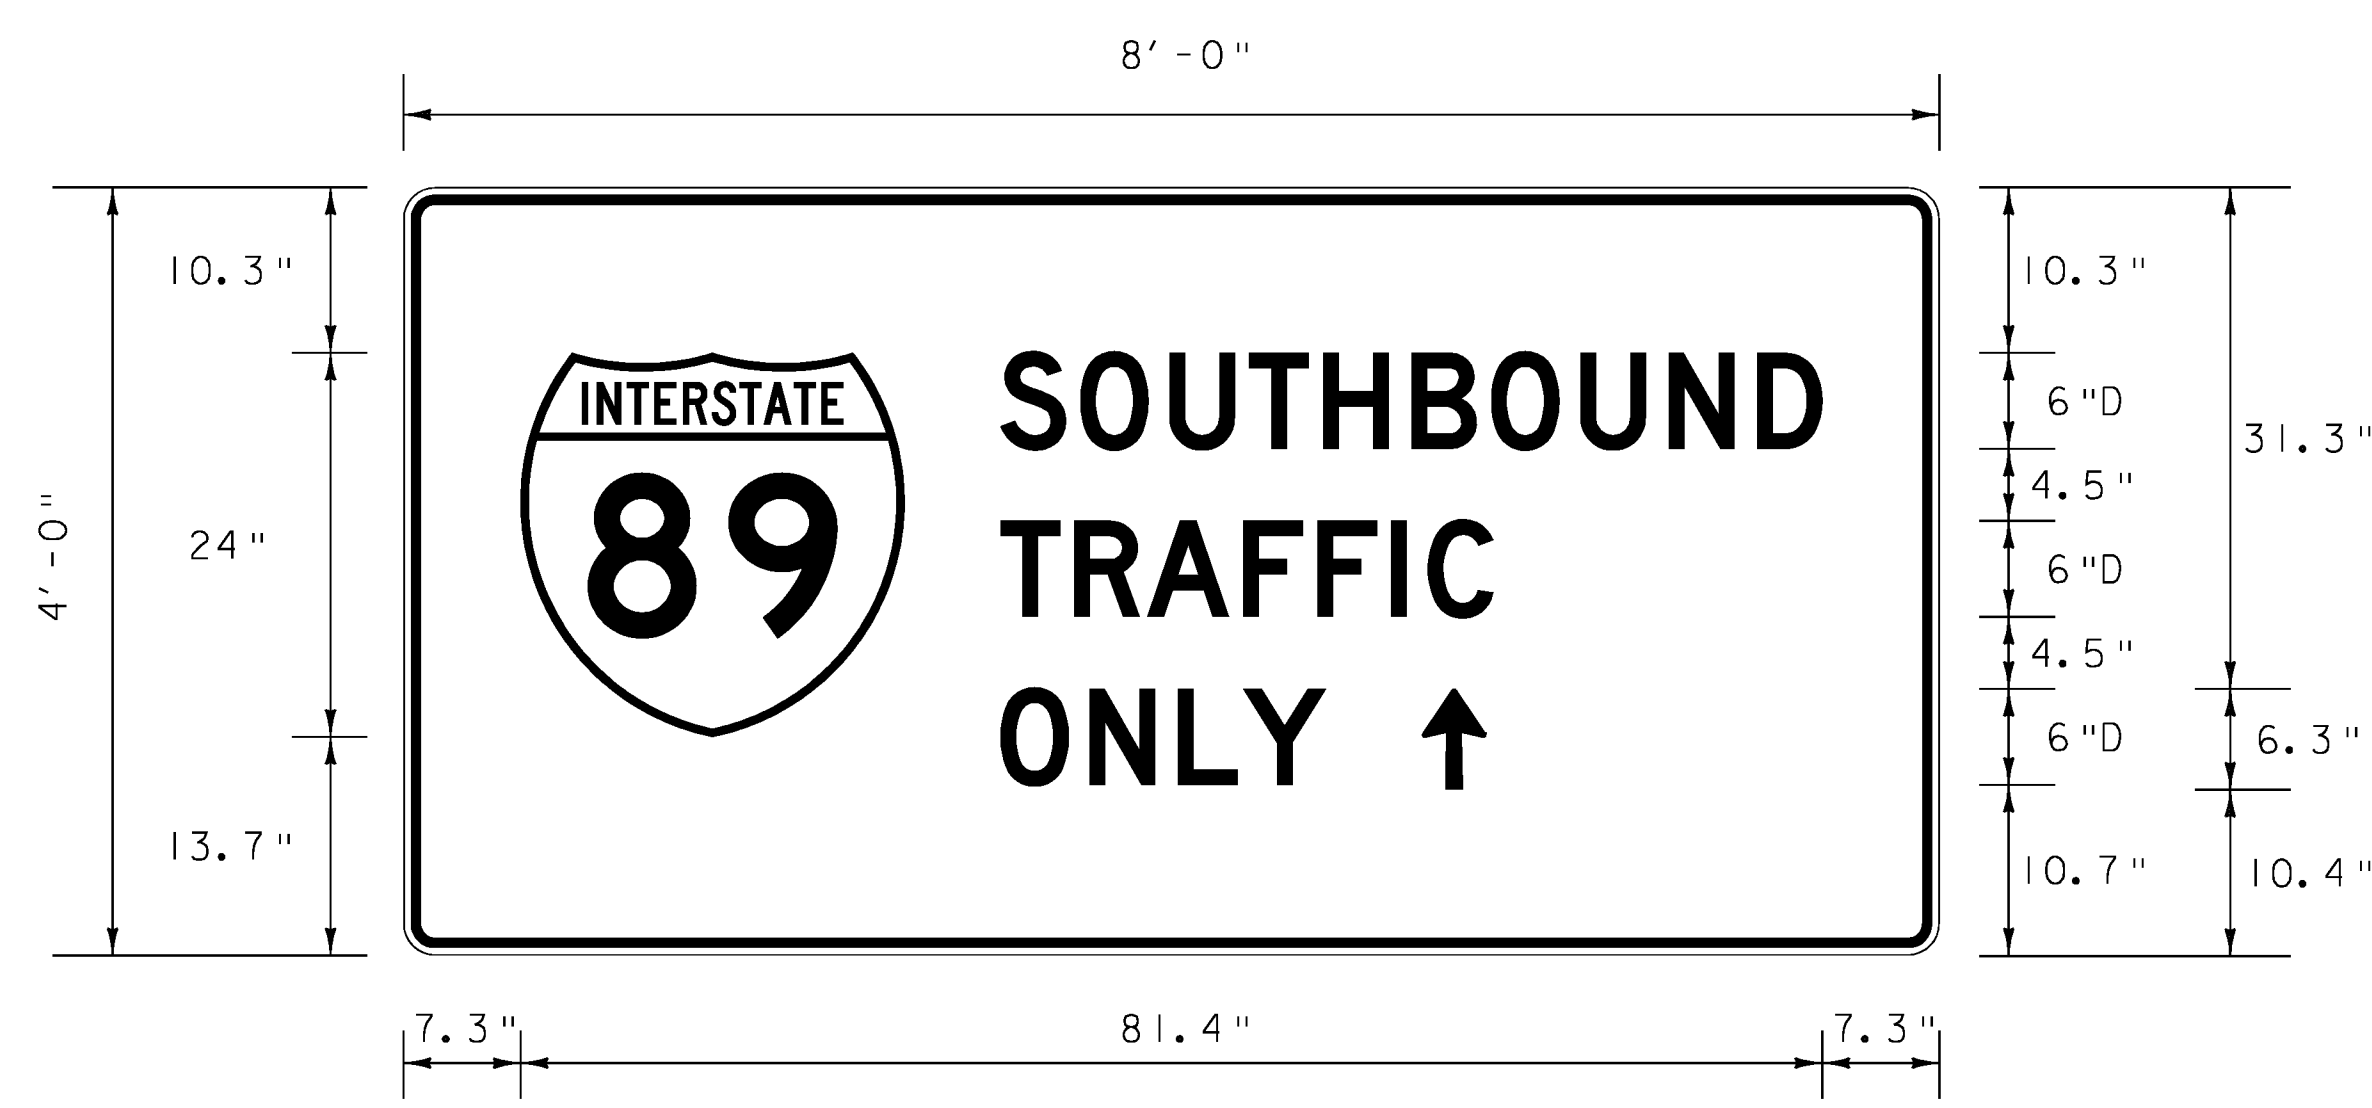 8'-0"
10.3"
24"
13.7"
4'-0"
INTERSTATE
89
SOUTHBOUND
TRAFFIC
ONLY ↑
10.3"
6"D
4.5"
6"D
4.5"
6"D
10.7"
31.3"
6.3"
10.4"
7.3"
81.4"
7.3"